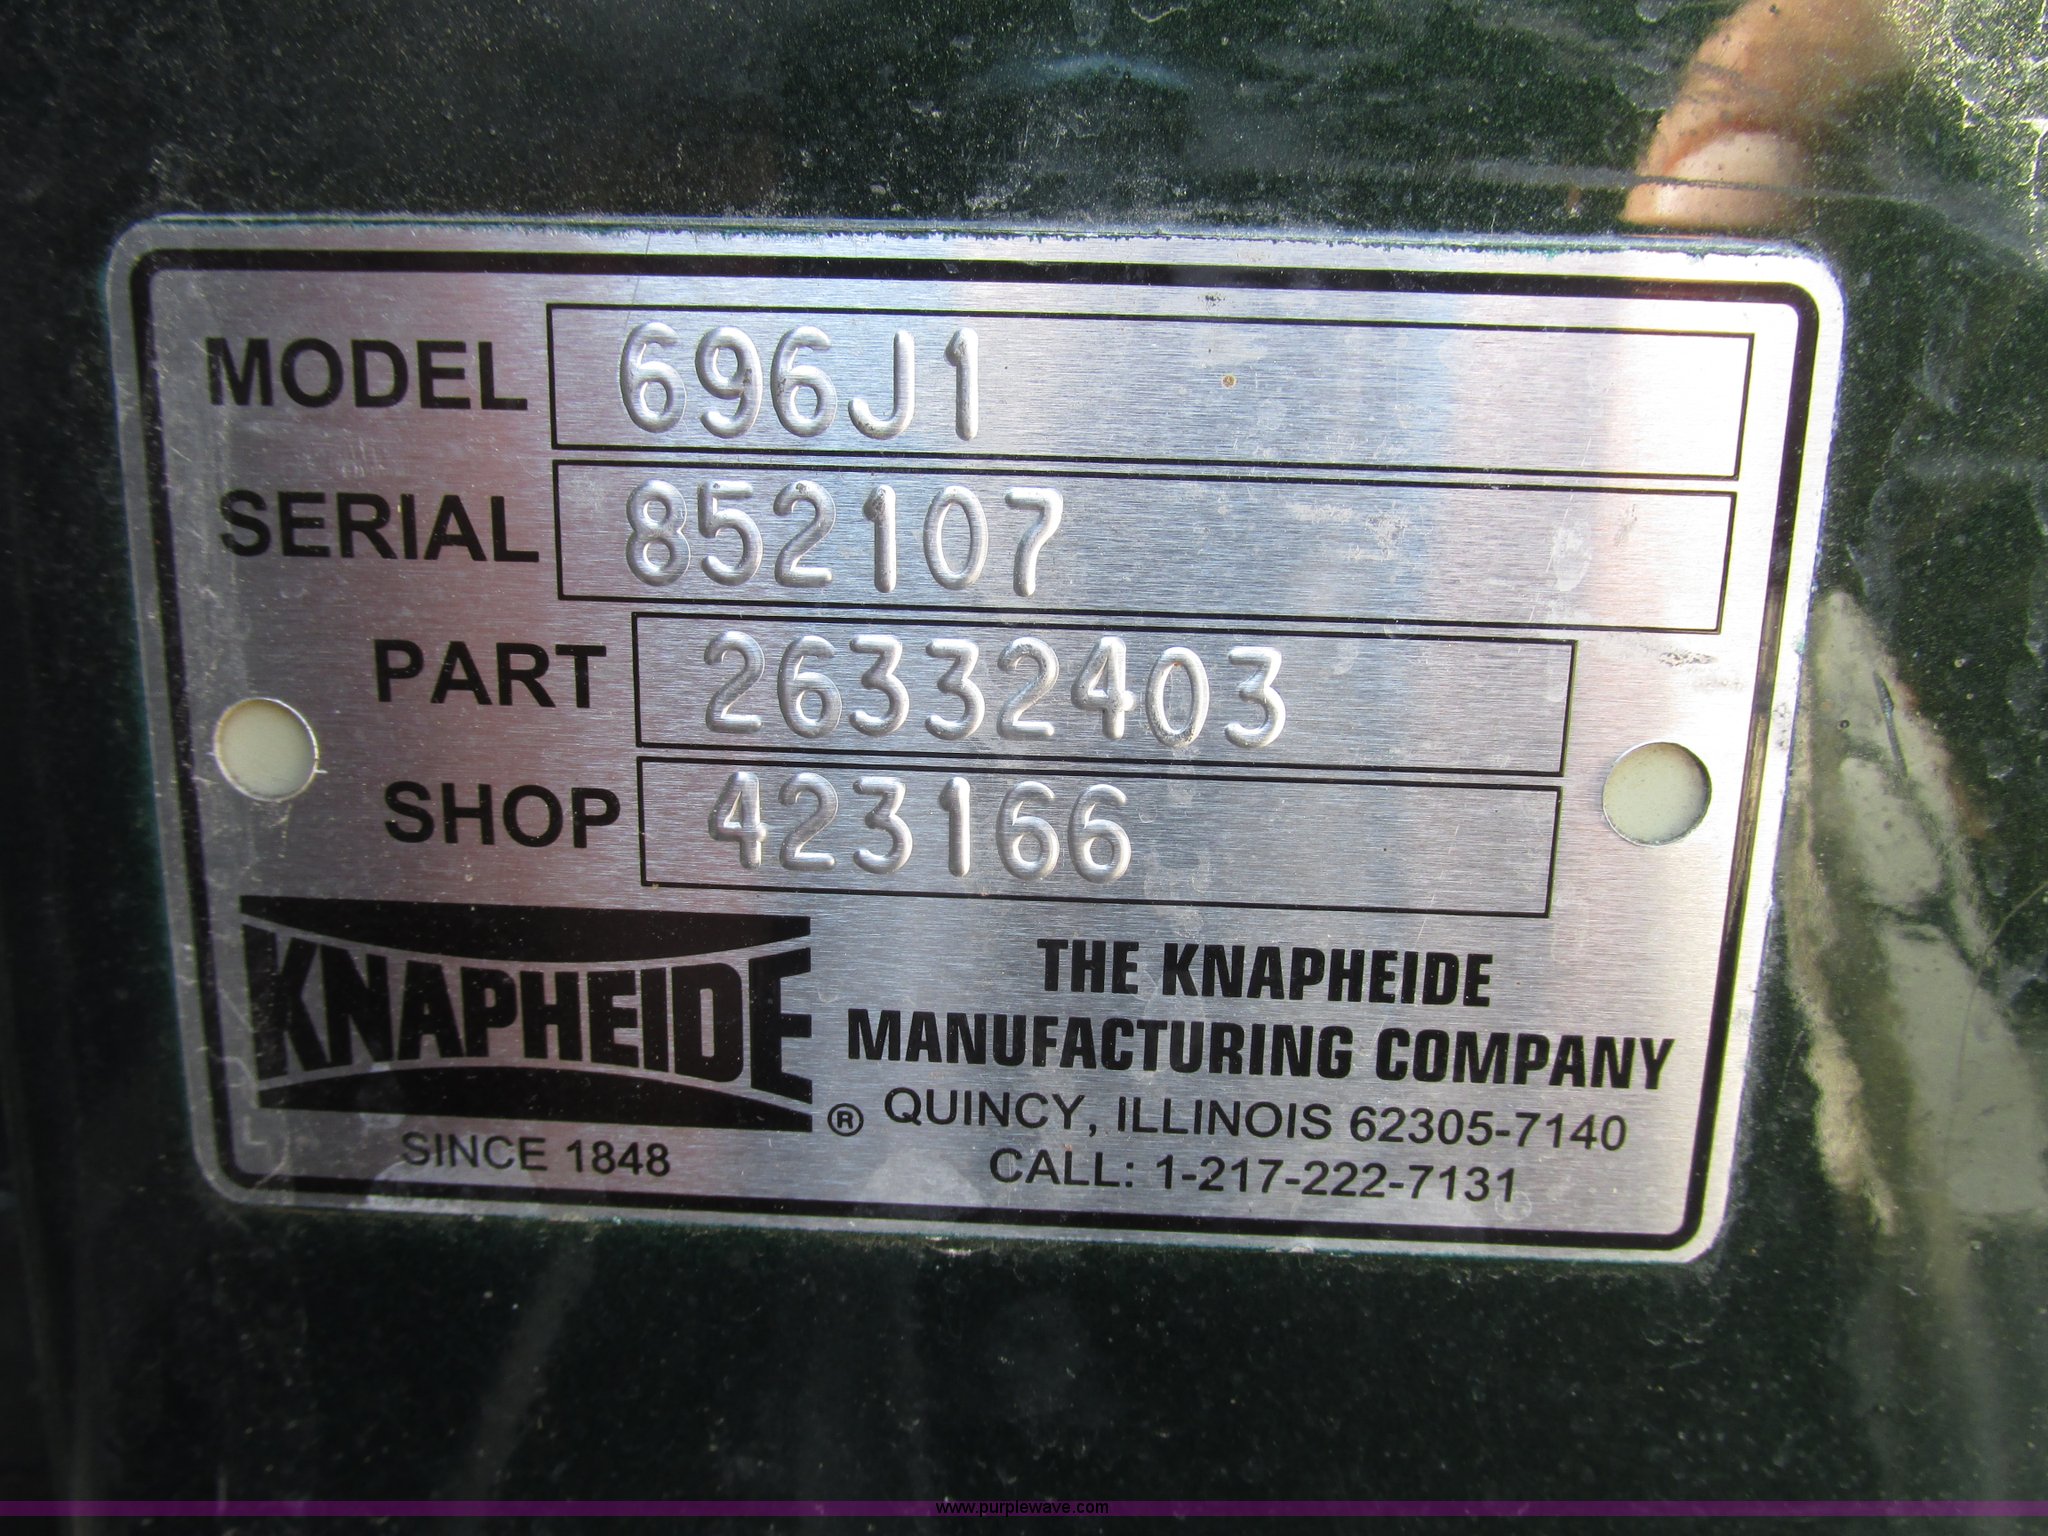 MODEL 696J1
SERIAL 852107
PART 26332403
SHOP 423166
KNAPHEIDE ®
SINCE 1848
THE KNAPHEIDE
MANUFACTURING COMPANY
QUINCY, ILLINOIS 62305-7140
CALL: 1-217-222-7131
www.purplewave.com